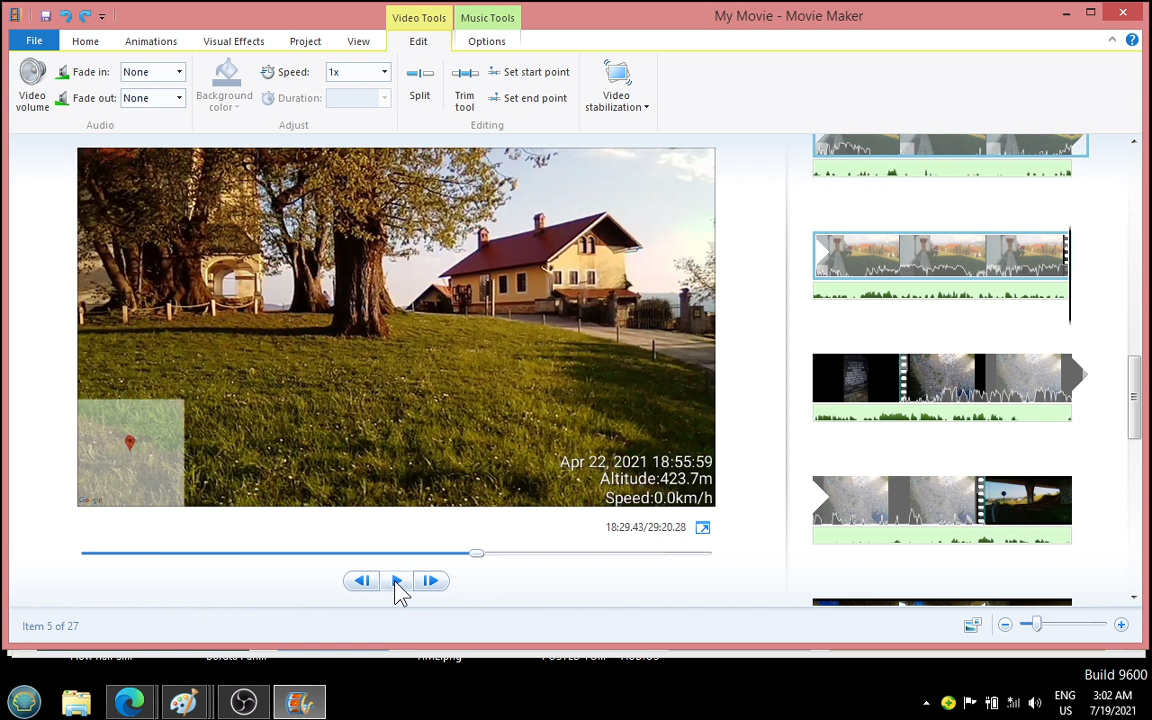 Video Tools
Music Tools
My Movie - Movie Maker
File
Home
Animations
Visual Effects
Project
View
Edit
Options
Video volume
Fade in:
None
Fade out:
None
Audio
Background color
Speed:
1x
Duration:
Adjust
Split
Trim tool
Set start point
Set end point
Editing
Video stabilization
Apr 22, 2021 18:55:59
Altitude:423.7m
Speed:0.0km/h
Google
18:29.43/29:20.28
Item 5 of 27
Build 9600
ENG
US
3:02 AM
7/19/2021